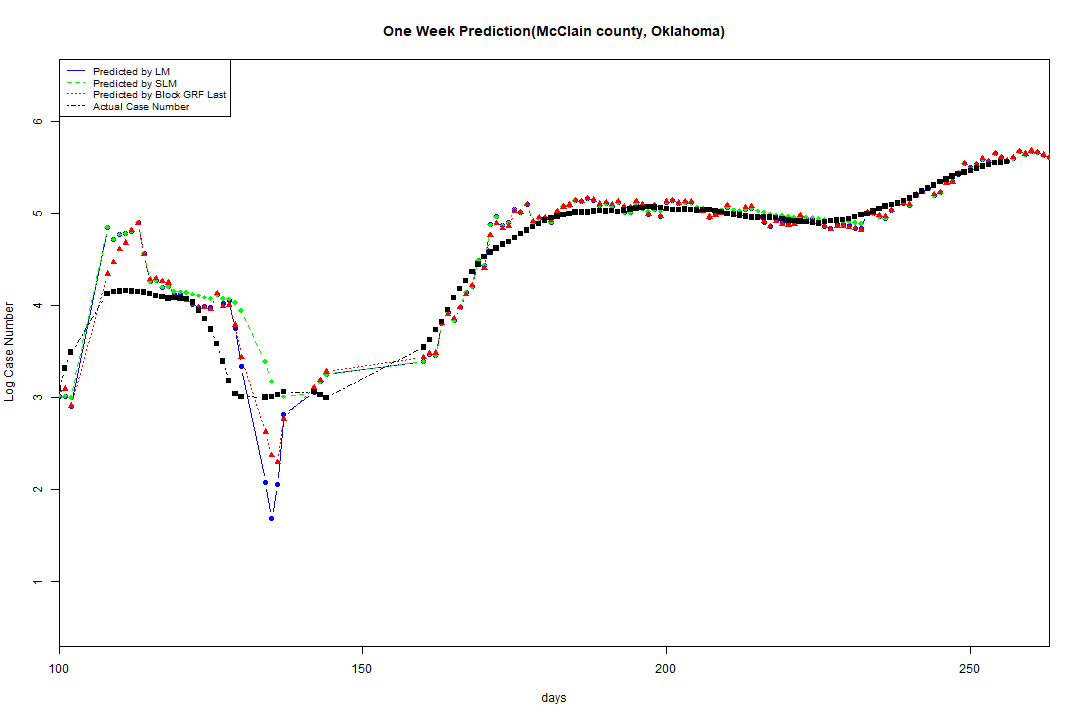 One Week Prediction(McClain county, Oklahoma)
Predicted by LM
Predicted by SLM
Predicted by Block GRF Last
Actual Case Number
6
5
4
3
2
1
Log Case Number
100
150
200
250
days